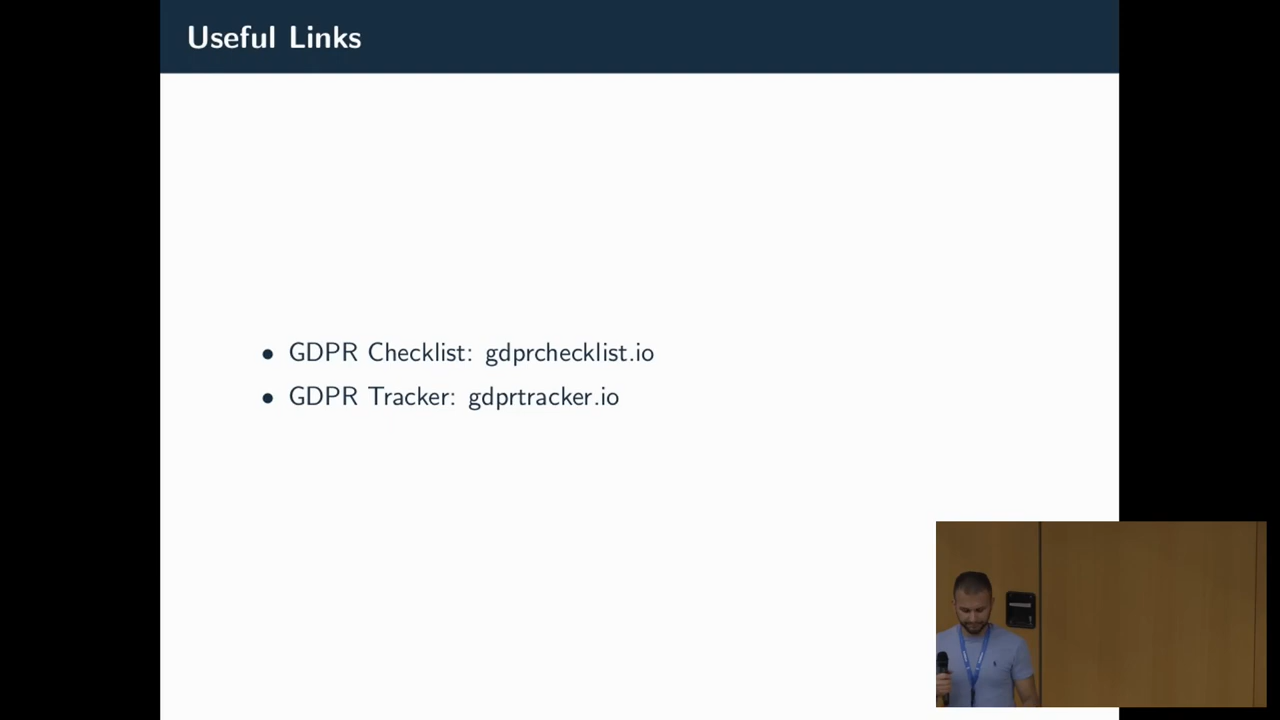 Useful Links
• GDPR Checklist: gdprchecklist.io
• GDPR Tracker: gdprtracker.io